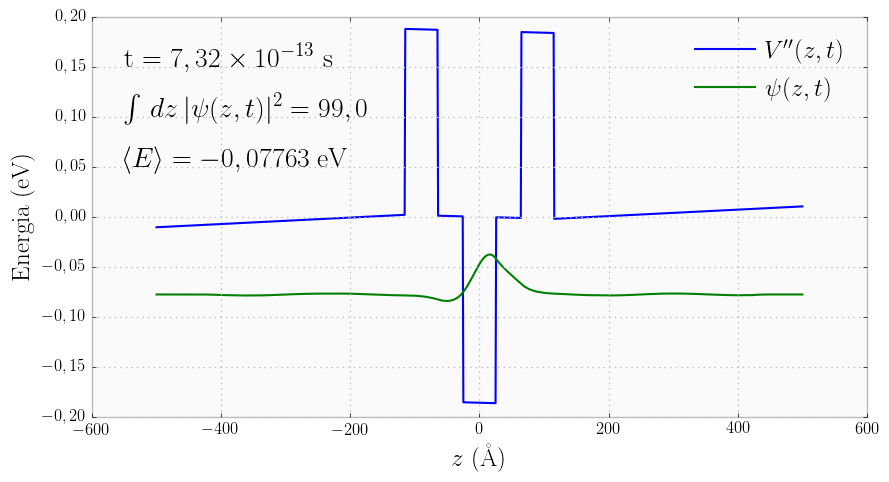 0,20
0,15
0,10
0,05
0,00
−0,05
−0,10
−0,15
−0,20
Energia (eV)
t = 7,32 × 10⁻¹³ s
∫ dz |ψ(z,t)|² = 99,0
⟨E⟩ = −0,07763 eV
V″(z,t)
ψ(z,t)
−600 −400 −200 0 200 400 600
z (Å)